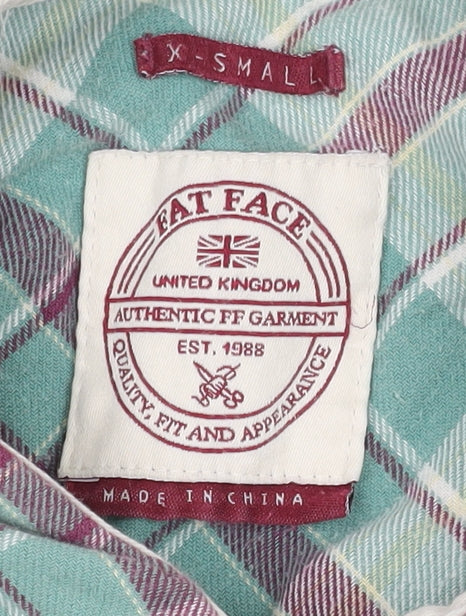 X-SMALL
FAT FACE
UNITED KINGDOM
AUTHENTIC FF GARMENT
EST. 1988
QUALITY, FIT AND APPEARANCE
MADE IN CHINA